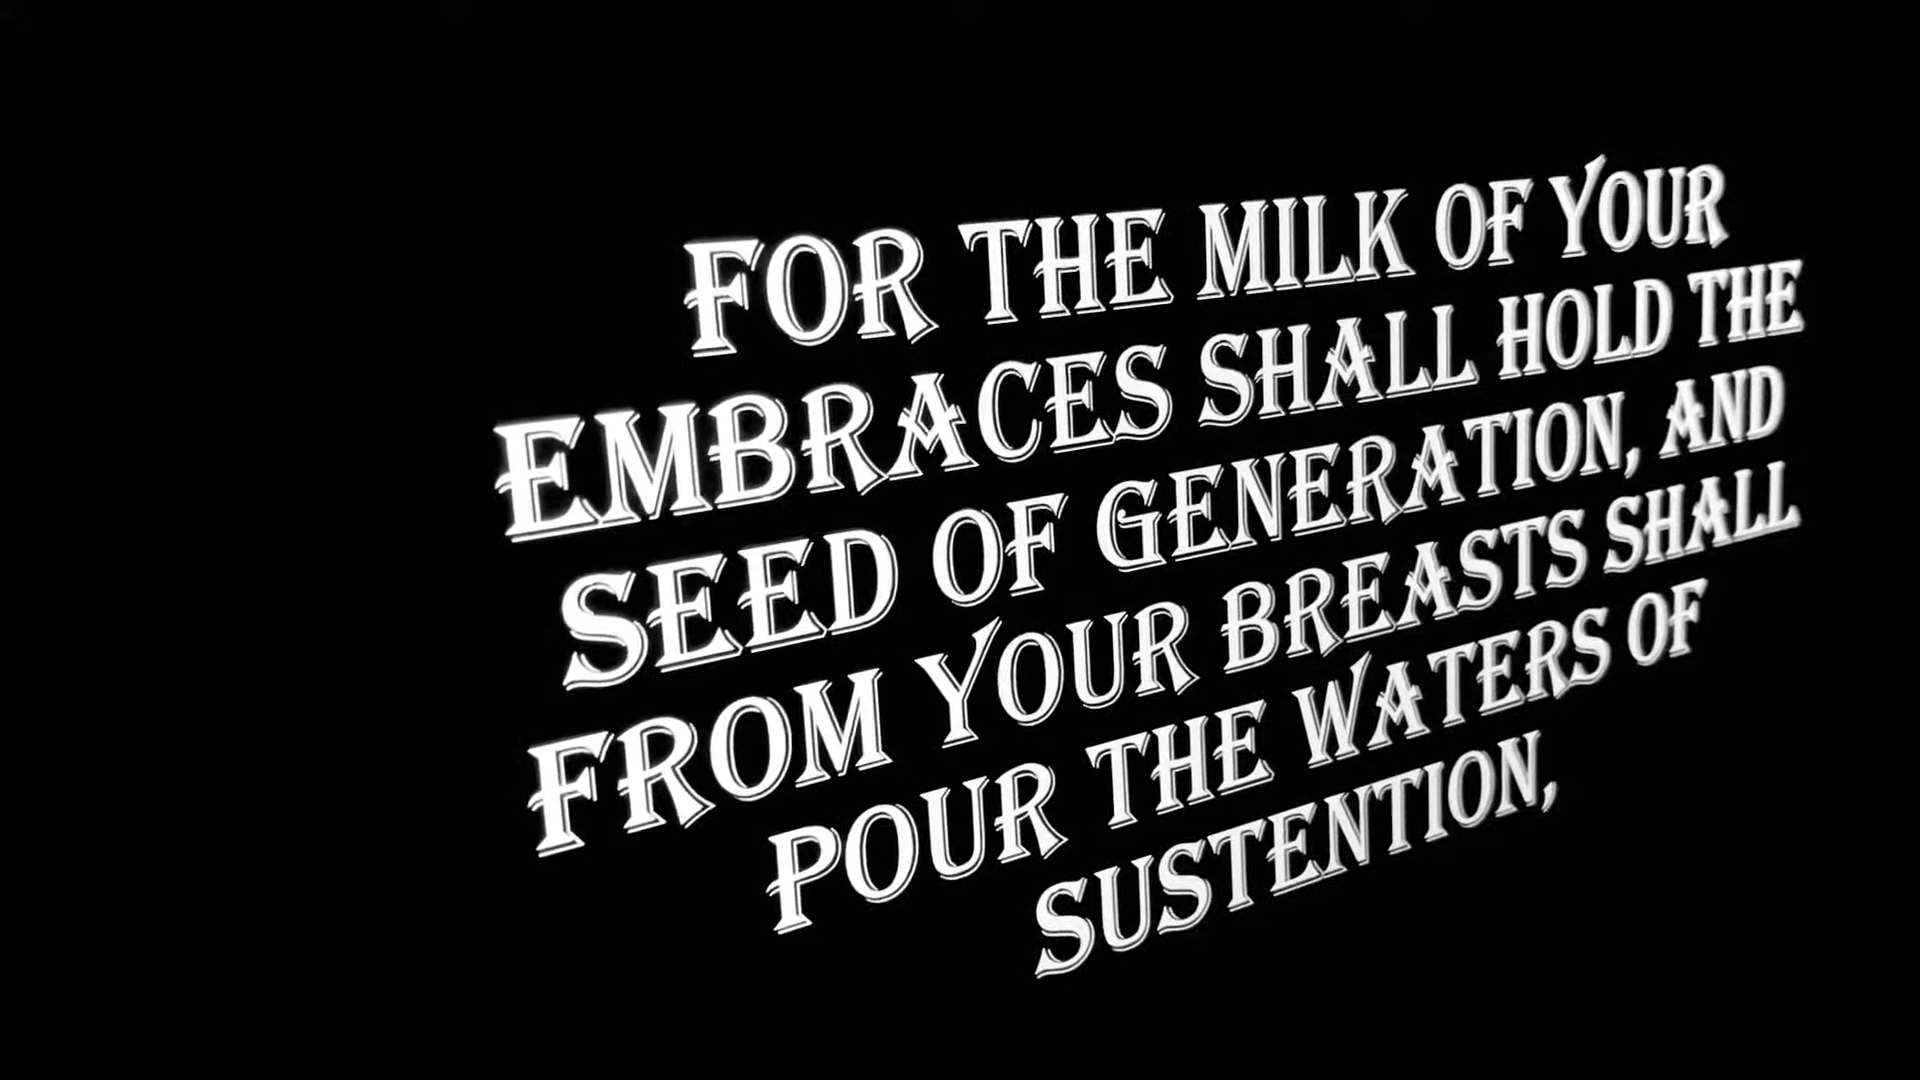 FOR THE MILK OF YOUR
EMBRACES SHALL HOLD THE
SEED OF GENERATION, AND
FROM YOUR BREASTS SHALL
POUR THE WATERS OF
SUSTENTION,